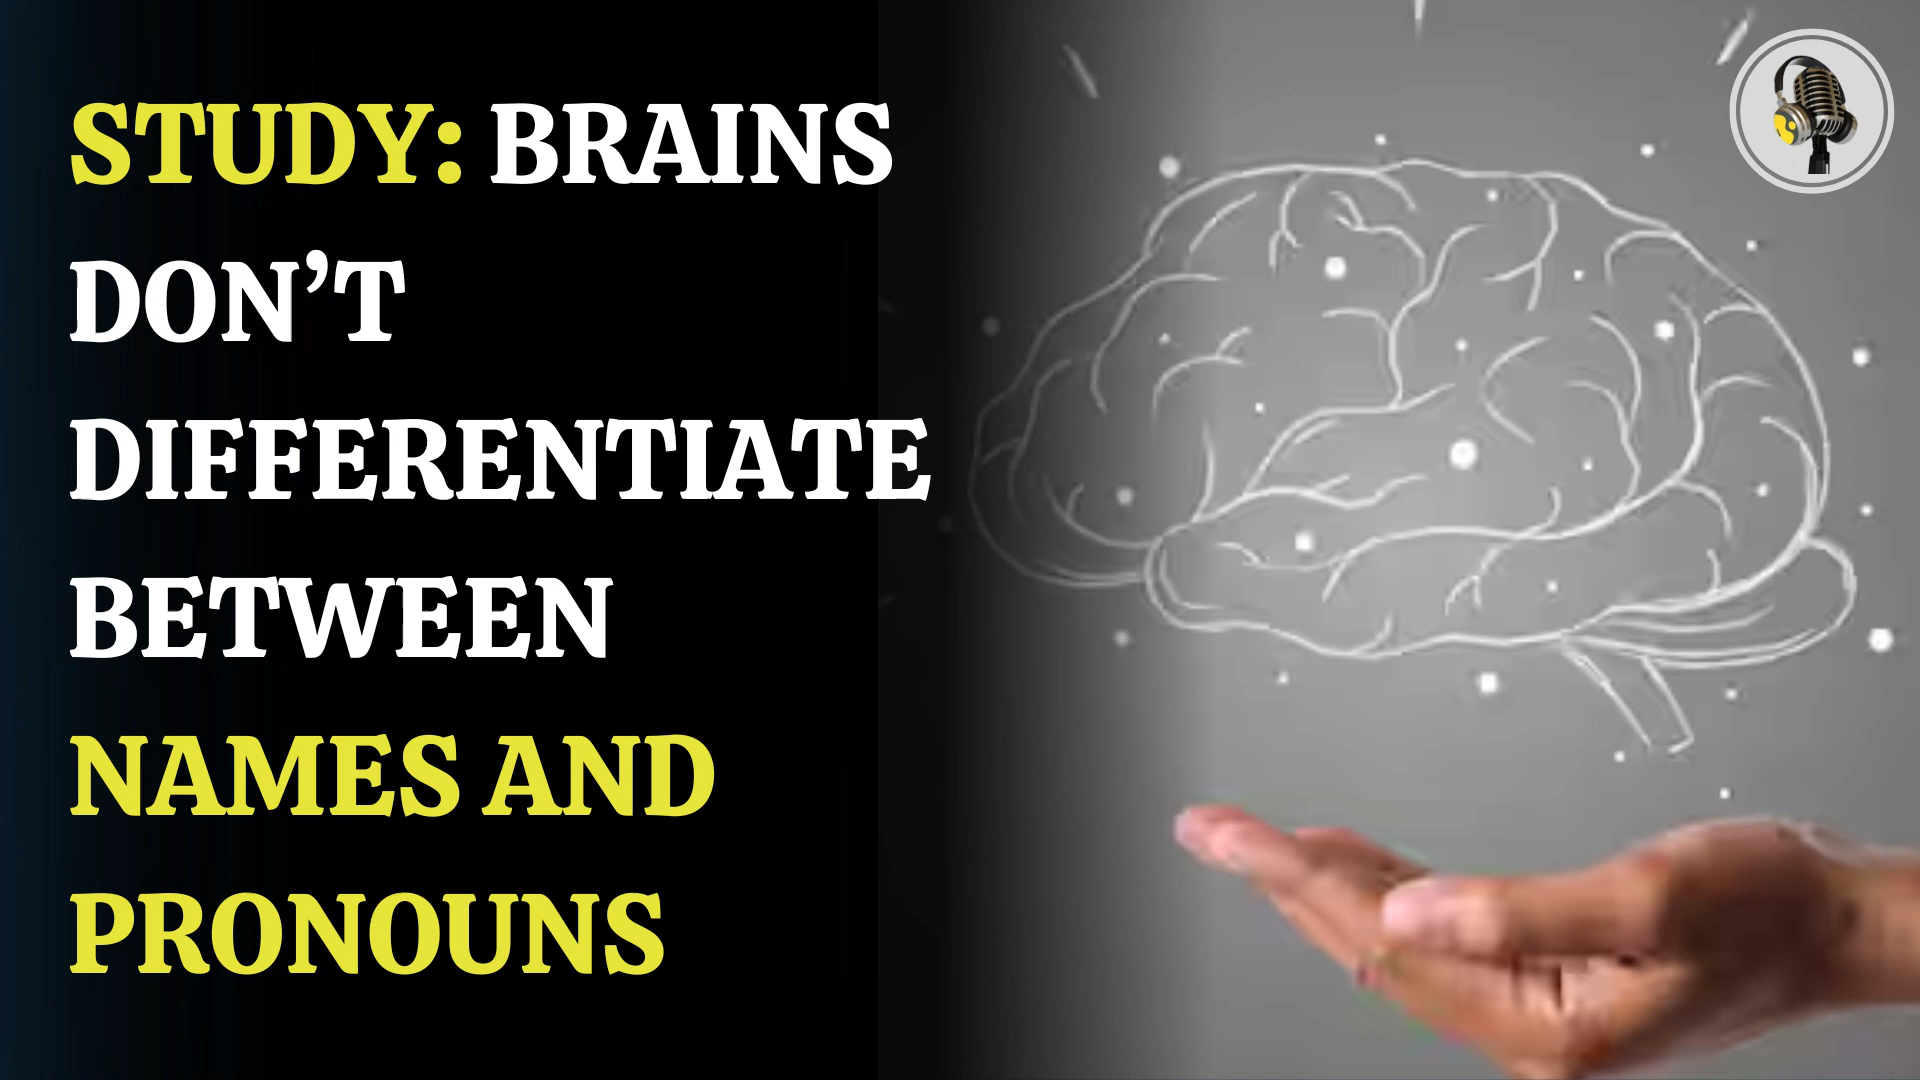 STUDY: BRAINS
DON’T
DIFFERENTIATE
BETWEEN
NAMES AND
PRONOUNS